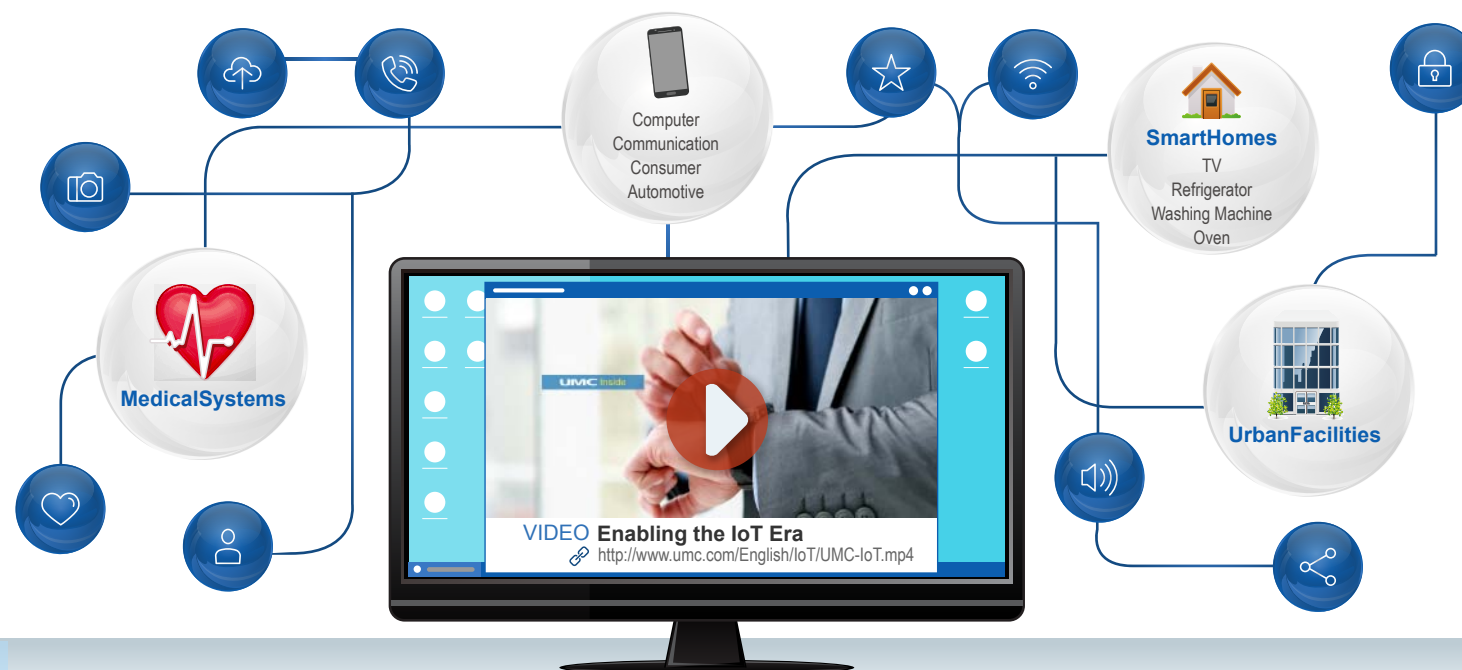 Computer
Communication
Consumer
Automotive
SmartHomes
TV
Refrigerator
Washing Machine
Oven
MedicalSystems
UrbanFacilities
UMC Inside
VIDEO Enabling the IoT Era
http://www.umc.com/English/IoT/UMC-IoT.mp4